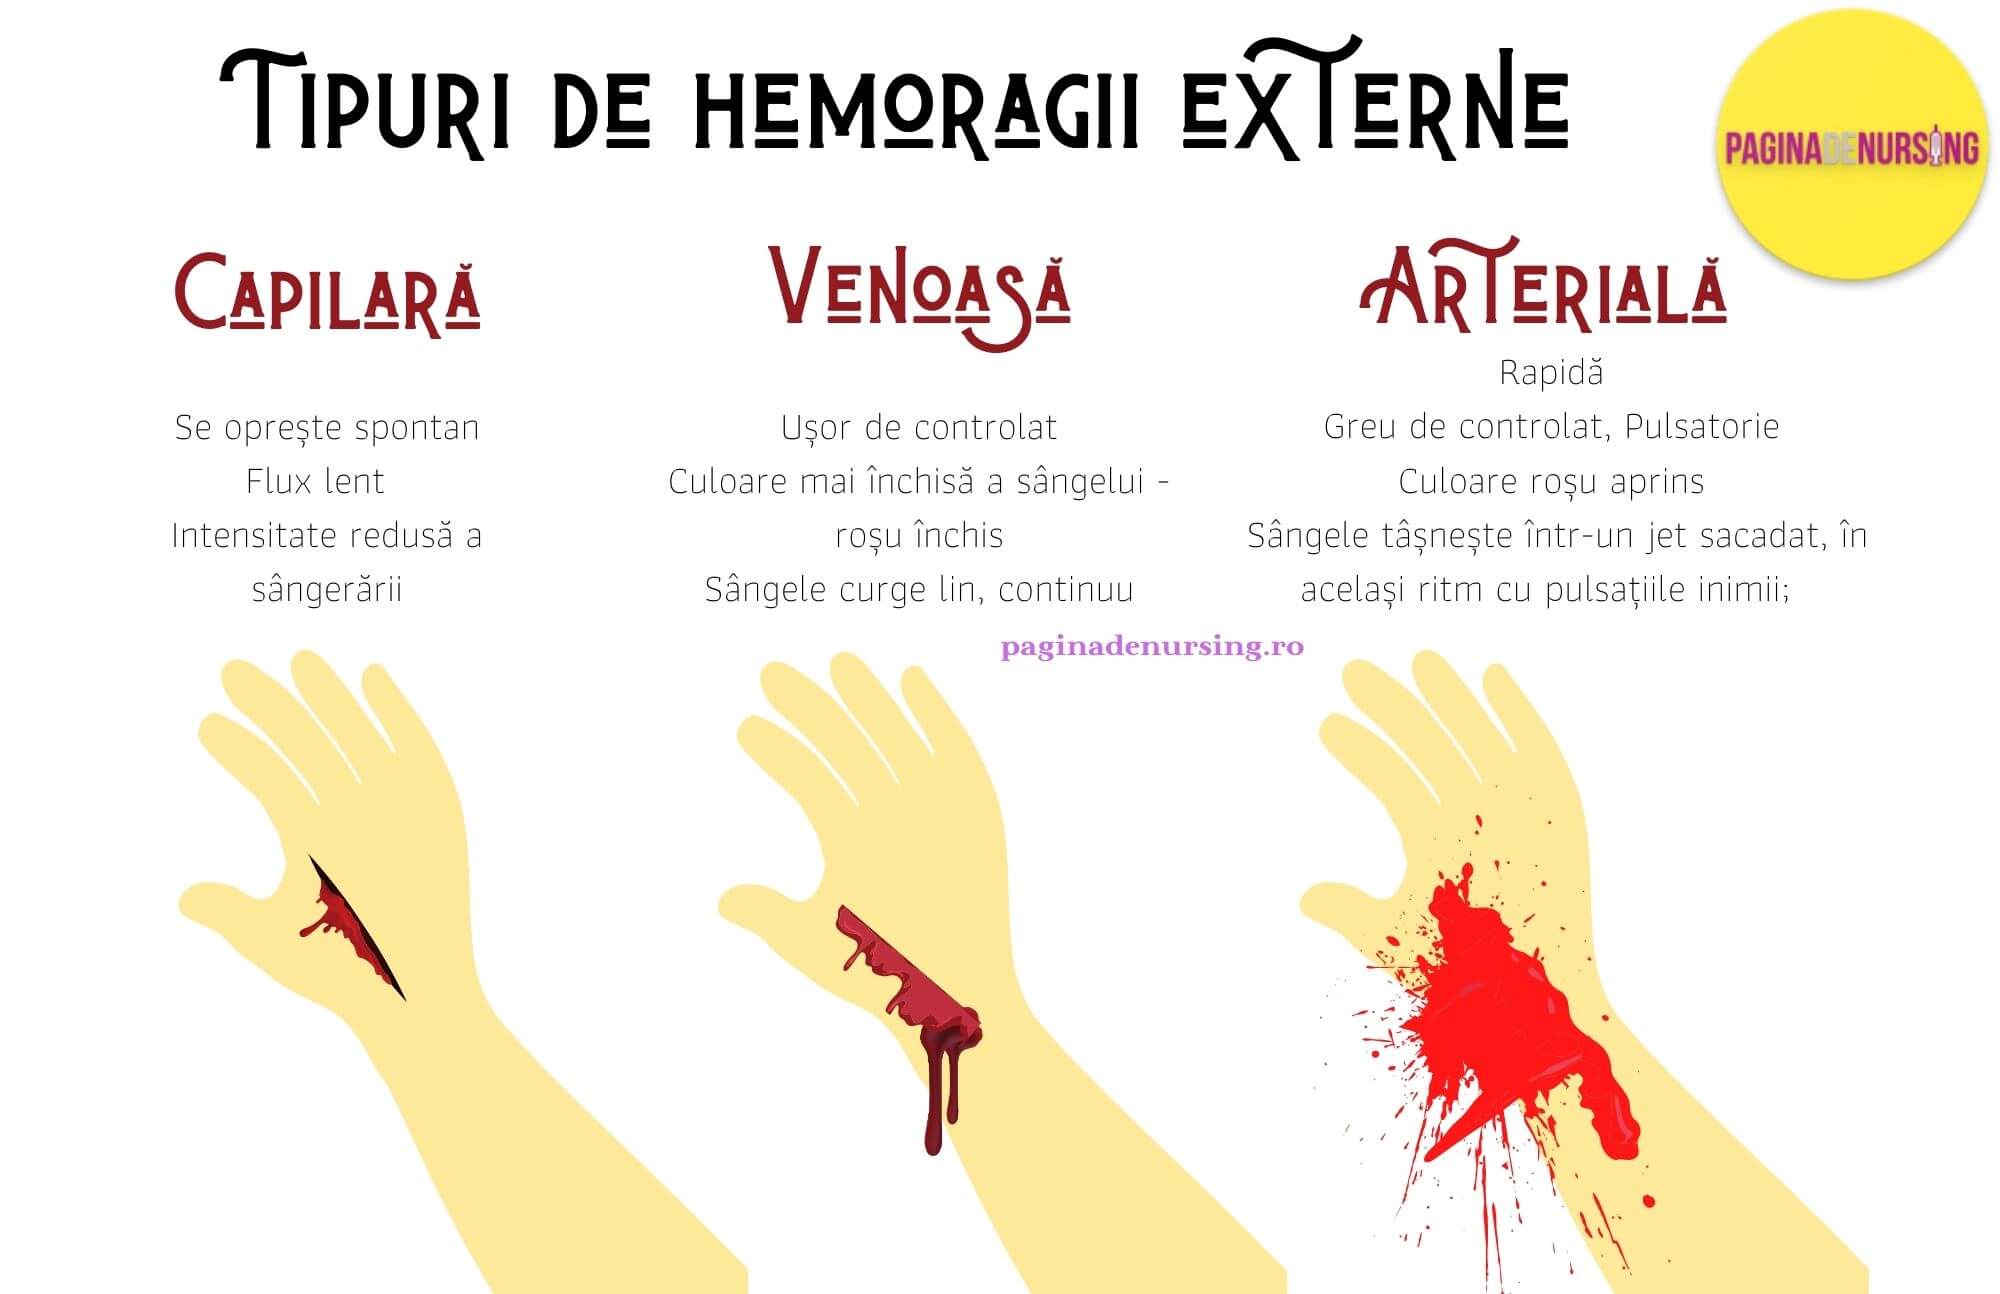 Tipuri de hemoragii externe
PAGINADENURSING
Capilară
Se oprește spontan
Flux lent
Intensitate redusă a
sângerării
Venoasă
Ușor de controlat
Culoare mai închisă a sângelui -
roșu închis
Sângele curge lin, continuu
Arterială
Rapidă
Greu de controlat, Pulsatorie
Culoare roșu aprins
Sângele tâșnește într-un jet sacadat, în
același ritm cu pulsațiile inimii;
paginadenursing.ro